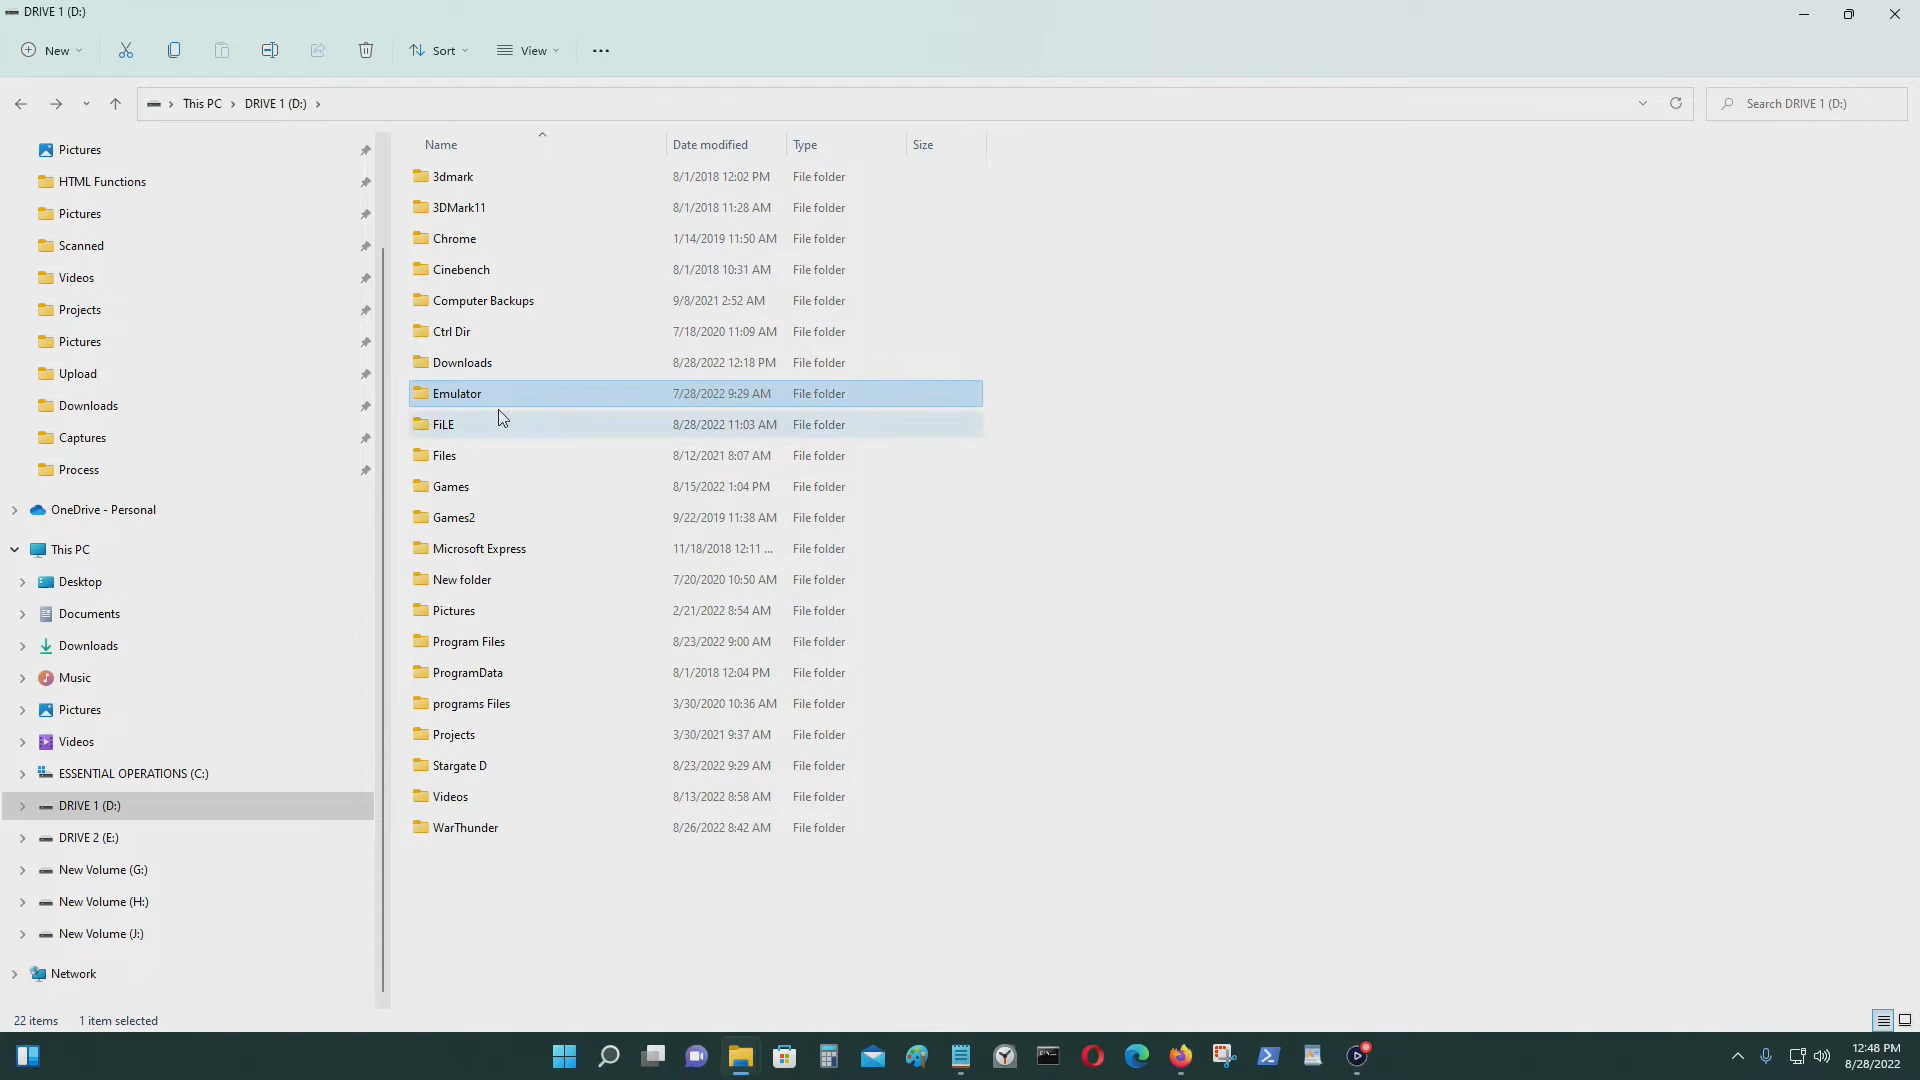 DRIVE 1 (D:)
New
Sort
View
This PC
DRIVE 1 (D:)
Search DRIVE 1 (D:)
Pictures
HTML Functions
Pictures
Scanned
Videos
Projects
Pictures
Upload
Downloads
Captures
Process
OneDrive - Personal
This PC
Desktop
Documents
Downloads
Music
Pictures
Videos
ESSENTIAL OPERATIONS (C:)
DRIVE 1 (D:)
DRIVE 2 (E:)
New Volume (G:)
New Volume (H:)
New Volume (J:)
Network
Name Date modified Type Size
3dmark 8/1/2018 12:02 PM File folder
3DMark11 8/1/2018 11:28 AM File folder
Chrome 1/14/2019 11:50 AM File folder
Cinebench 8/1/2018 10:31 AM File folder
Computer Backups 9/8/2021 2:52 AM File folder
Ctrl Dir 7/18/2020 11:09 AM File folder
Downloads 8/28/2022 12:18 PM File folder
Emulator 7/28/2022 9:29 AM File folder
FiLE 8/28/2022 11:03 AM File folder
Files 8/12/2021 8:07 AM File folder
Games 8/15/2022 1:04 PM File folder
Games2 9/22/2019 11:38 AM File folder
Microsoft Express 11/18/2018 12:11 ... File folder
New folder 7/20/2020 10:50 AM File folder
Pictures 2/21/2022 8:54 AM File folder
Program Files 8/23/2022 9:00 AM File folder
ProgramData 8/1/2018 12:04 PM File folder
programs Files 3/30/2020 10:36 AM File folder
Projects 3/30/2021 9:37 AM File folder
Stargate D 8/23/2022 9:29 AM File folder
Videos 8/13/2022 8:58 AM File folder
WarThunder 8/26/2022 8:42 AM File folder
22 items 1 item selected
12:48 PM
8/28/2022